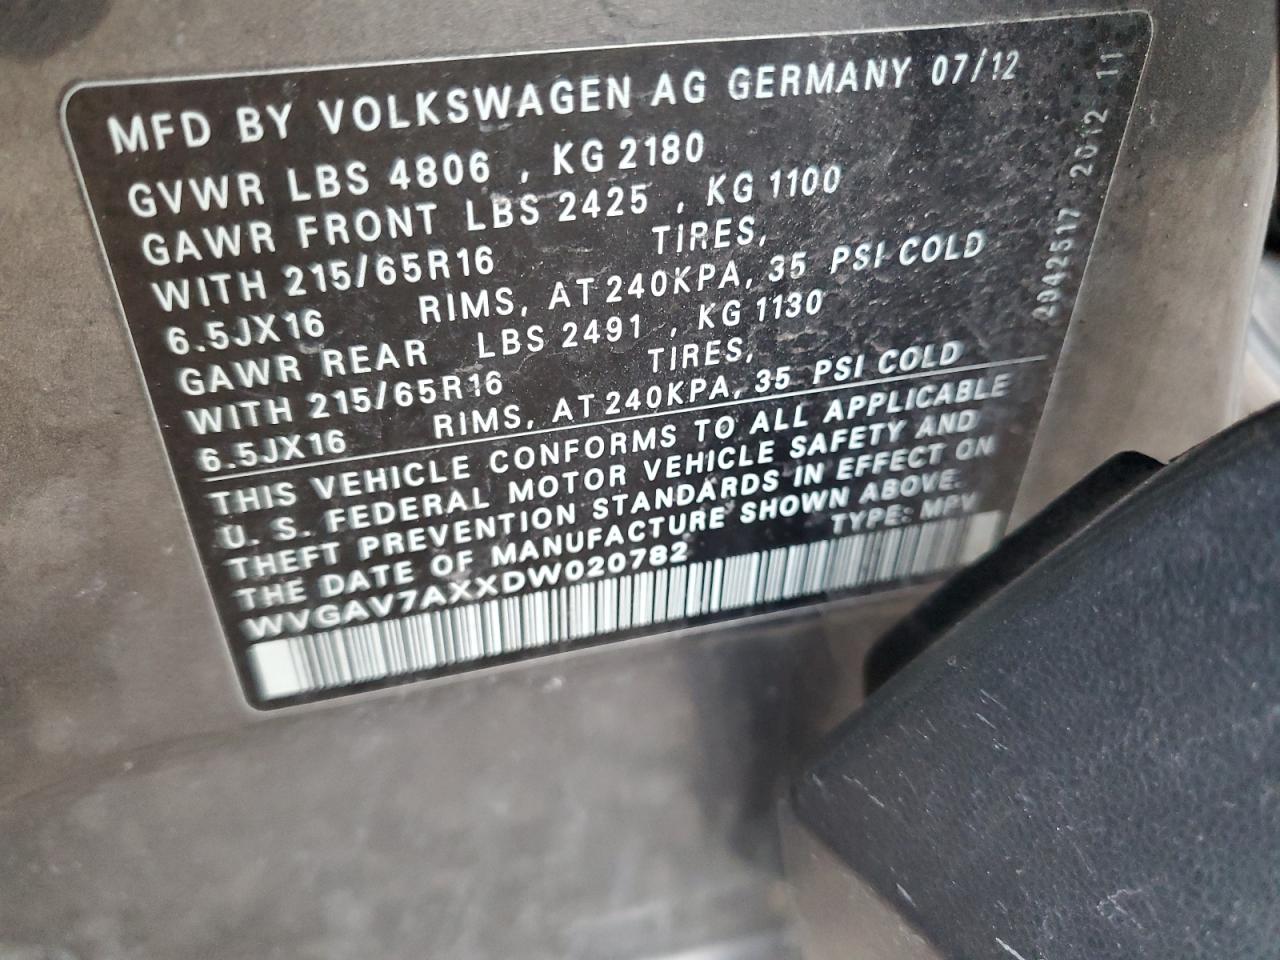 MFD BY VOLKSWAGEN AG GERMANY 07/12
GVWR LBS 4806 , KG 2180
GAWR FRONT LBS 2425 , KG 1100
WITH 215/65R16 TIRES,
6.5JX16 RIMS, AT 240KPA, 35 PSI COLD
GAWR REAR LBS 2491 , KG 1130
WITH 215/65R16 TIRES,
6.5JX16 RIMS, AT 240KPA, 35 PSI COLD
THIS VEHICLE CONFORMS TO ALL APPLICABLE
U. S. FEDERAL MOTOR VEHICLE SAFETY AND
THEFT PREVENTION STANDARDS IN EFFECT ON
THE DATE OF MANUFACTURE SHOWN ABOVE.
WVGAV7AXXDW020782 TYPE: MPV
2012 11